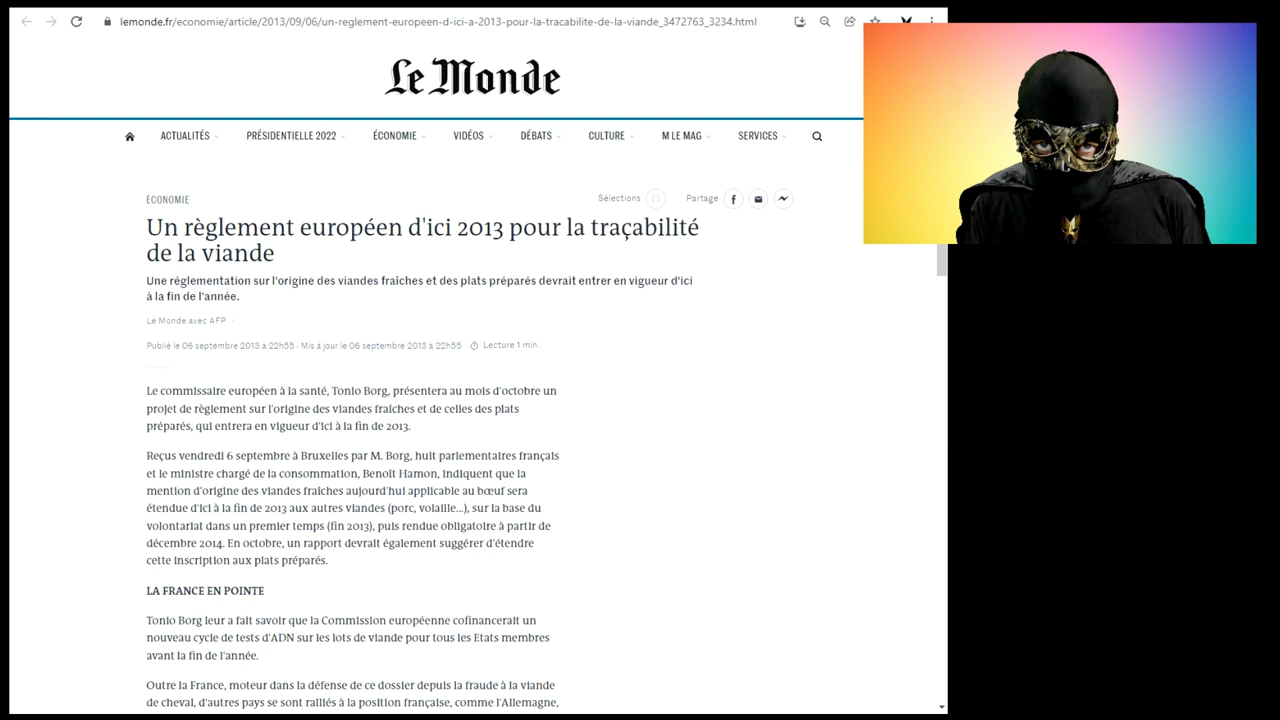 lemonde.fr/economie/article/2013/09/06/un-reglement-europeen-d-ici-a-2013-pour-la-tracabilite-de-la-viande_3472763_3234.html
Le Monde
ACTUALITÉS PRÉSIDENTIELLE 2022 ÉCONOMIE VIDÉOS DÉBATS CULTURE M LE MAG SERVICES
ÉCONOMIE
Sélections Partage
Un règlement européen d'ici 2013 pour la traçabilité
de la viande
Une réglementation sur l'origine des viandes fraîches et des plats préparés devrait entrer en vigueur d'ici
à la fin de l'année.
Le Monde avec AFP
Publié le 06 septembre 2013 à 22h55 - Mis à jour le 06 septembre 2013 à 22h55 · Lecture 1 min.
Le commissaire européen à la santé, Tonio Borg, présentera au mois d'octobre un
projet de règlement sur l'origine des viandes fraîches et de celles des plats
préparés, qui entrera en vigueur d'ici à la fin de 2013.
Reçus vendredi 6 septembre à Bruxelles par M. Borg, huit parlementaires français
et le ministre chargé de la consommation, Benoît Hamon, indiquent que la
mention d'origine des viandes fraîches aujourd'hui applicable au bœuf sera
étendue d'ici à la fin de 2013 aux autres viandes (porc, volaille...), sur la base du
volontariat dans un premier temps (fin 2013), puis rendue obligatoire à partir de
décembre 2014. En octobre, un rapport devrait également suggérer d'étendre
cette inscription aux plats préparés.
LA FRANCE EN POINTE
Tonio Borg leur a fait savoir que la Commission européenne cofinancerait un
nouveau cycle de tests d'ADN sur les lots de viande pour tous les Etats membres
avant la fin de l'année.
Outre la France, moteur dans la défense de ce dossier depuis la fraude à la viande
de cheval, d'autres pays se sont ralliés à la position française, comme l'Allemagne,